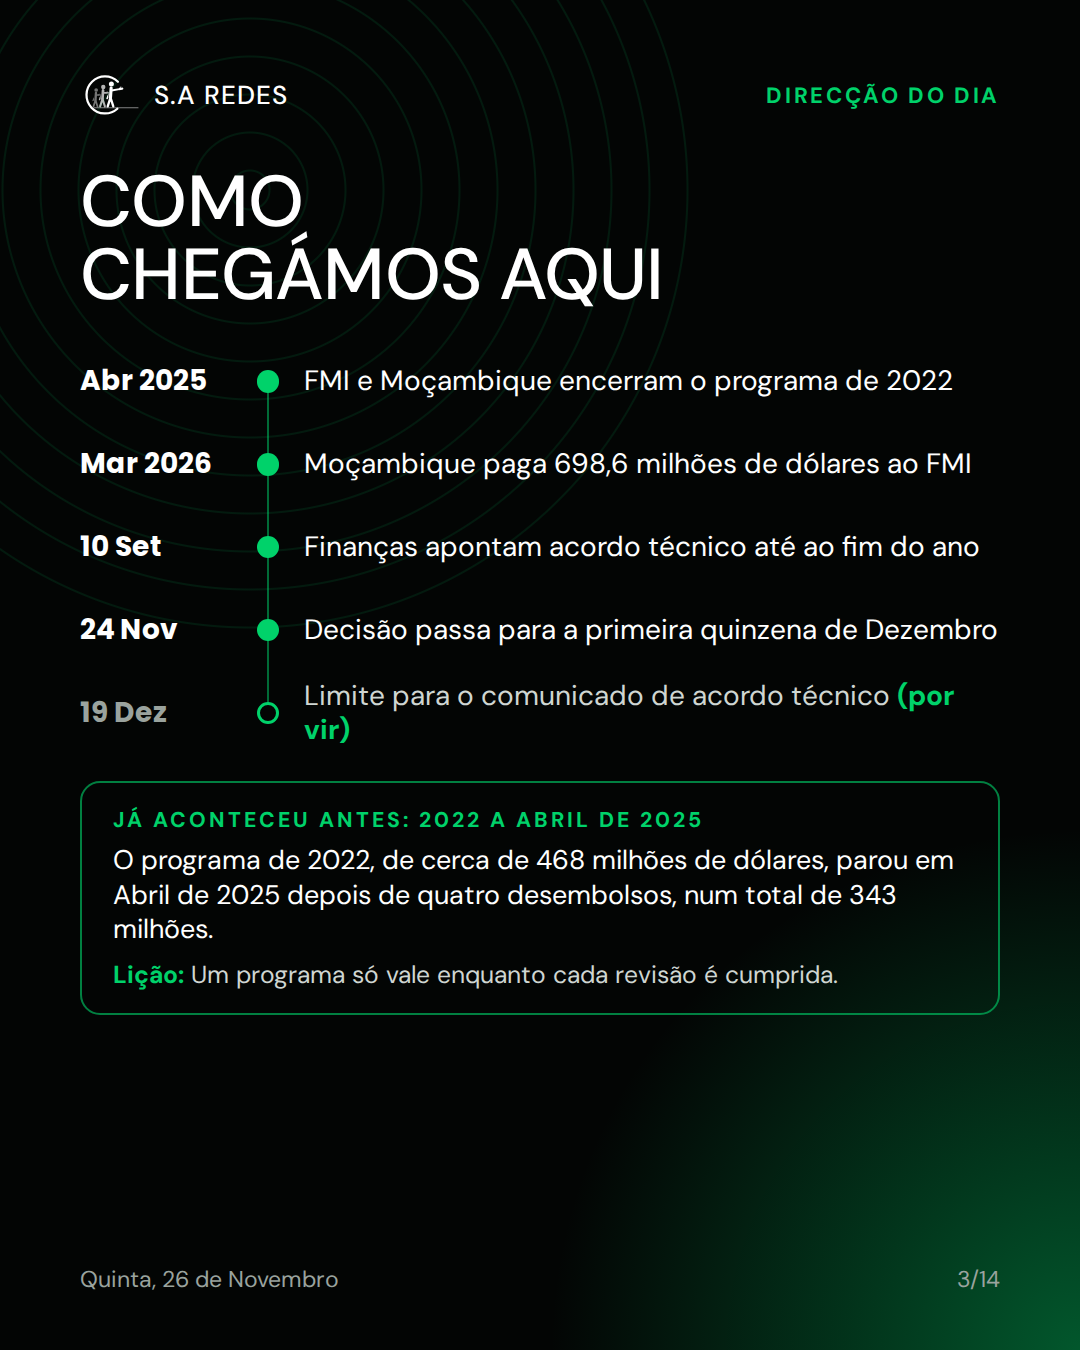 S.A REDES
DIRECÇÃO DO DIA
COMO
CHEGÁMOS AQUI
Abr 2025
FMI e Moçambique encerram o programa de 2022
Mar 2026
Moçambique paga 698,6 milhões de dólares ao FMI
10 Set
Finanças apontam acordo técnico até ao fim do ano
24 Nov
Decisão passa para a primeira quinzena de Dezembro
19 Dez
Limite para o comunicado de acordo técnico (por
vir)
JÁ ACONTECEU ANTES: 2022 A ABRIL DE 2025
O programa de 2022, de cerca de 468 milhões de dólares, parou em
Abril de 2025 depois de quatro desembolsos, num total de 343
milhões.
Lição: Um programa só vale enquanto cada revisão é cumprida.
Quinta, 26 de Novembro
3/14